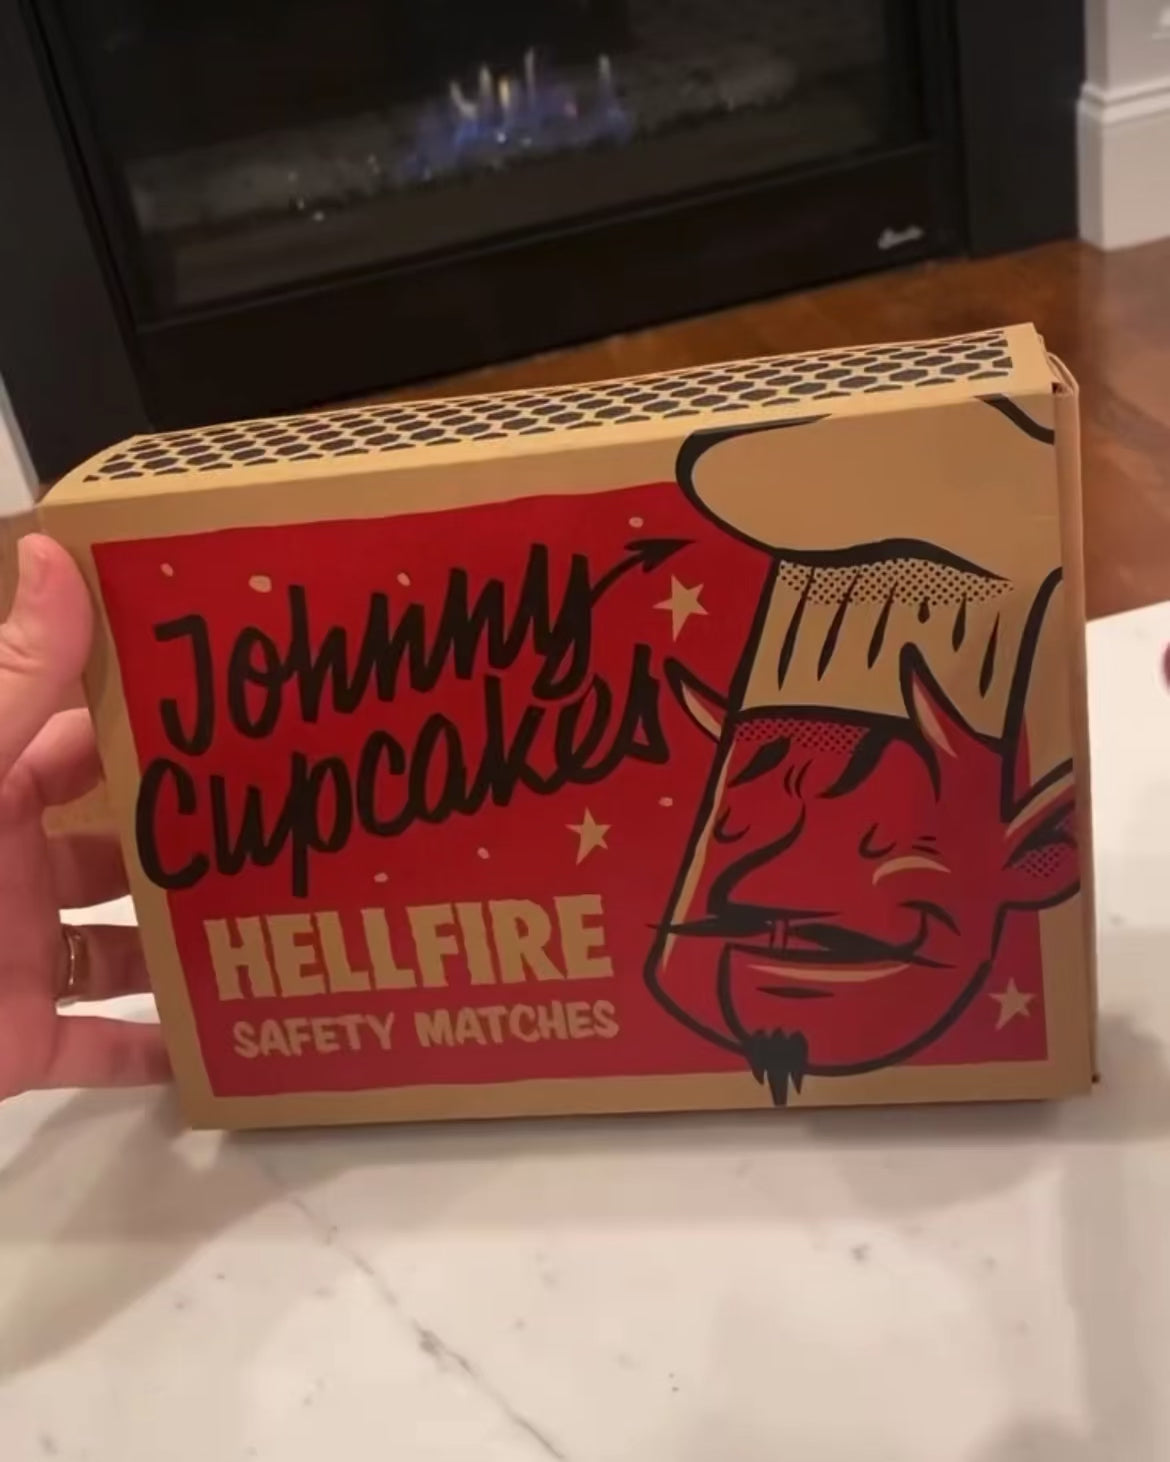 Johnny
Cupcakes
HELLFIRE
SAFETY MATCHES